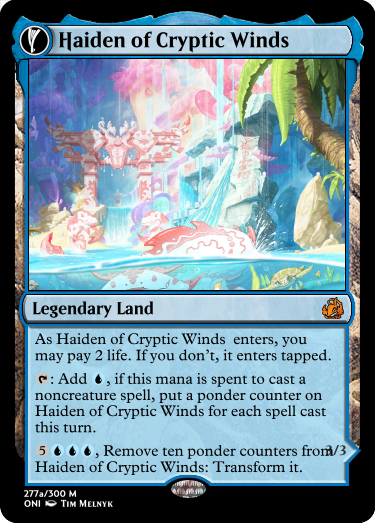 Haiden of Cryptic Winds
Legendary Land
As Haiden of Cryptic Winds enters, you
may pay 2 life. If you don't, it enters tapped.
: Add , if this mana is spent to cast a
noncreature spell, put a ponder counter on
Haiden of Cryptic Winds for each spell cast
this turn.
5 , Remove ten ponder counters from
Haiden of Cryptic Winds: Transform it.
3/3
277a/300 M
ONI Tim Melnyk